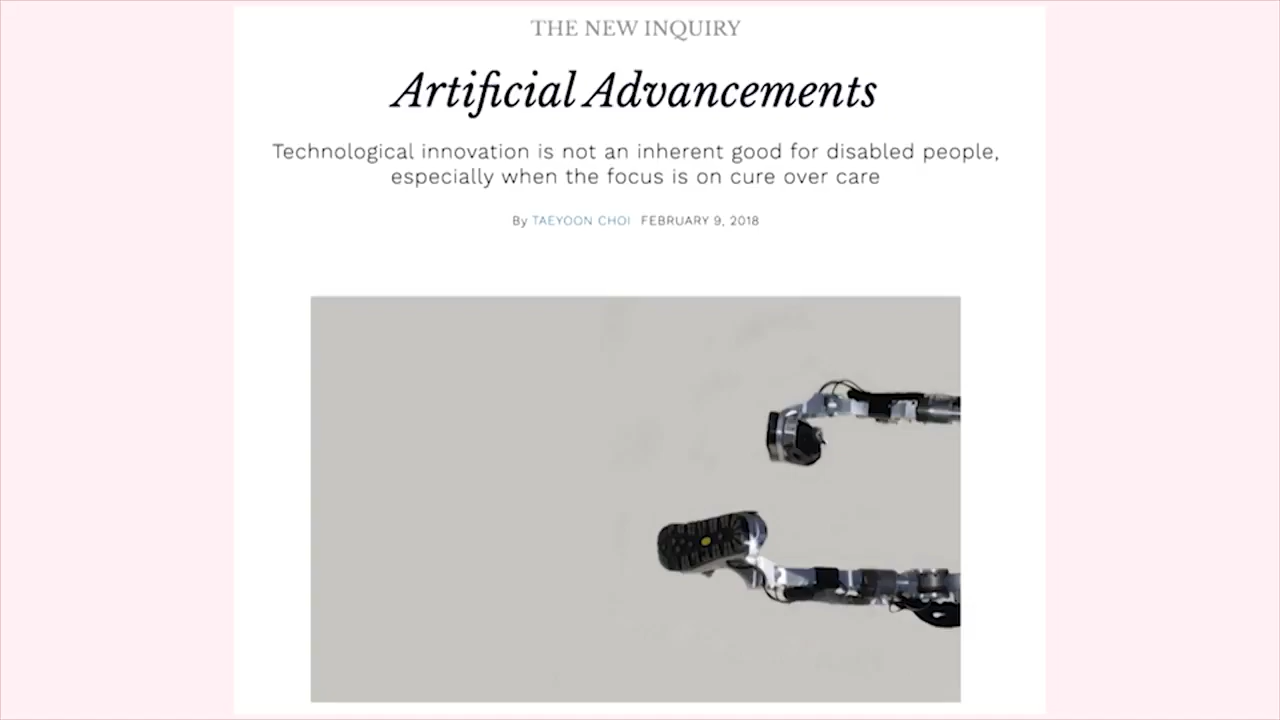 THE NEW INQUIRY
Artificial Advancements
Technological innovation is not an inherent good for disabled people,
especially when the focus is on cure over care
By TAEYOON CHOI FEBRUARY 9, 2018